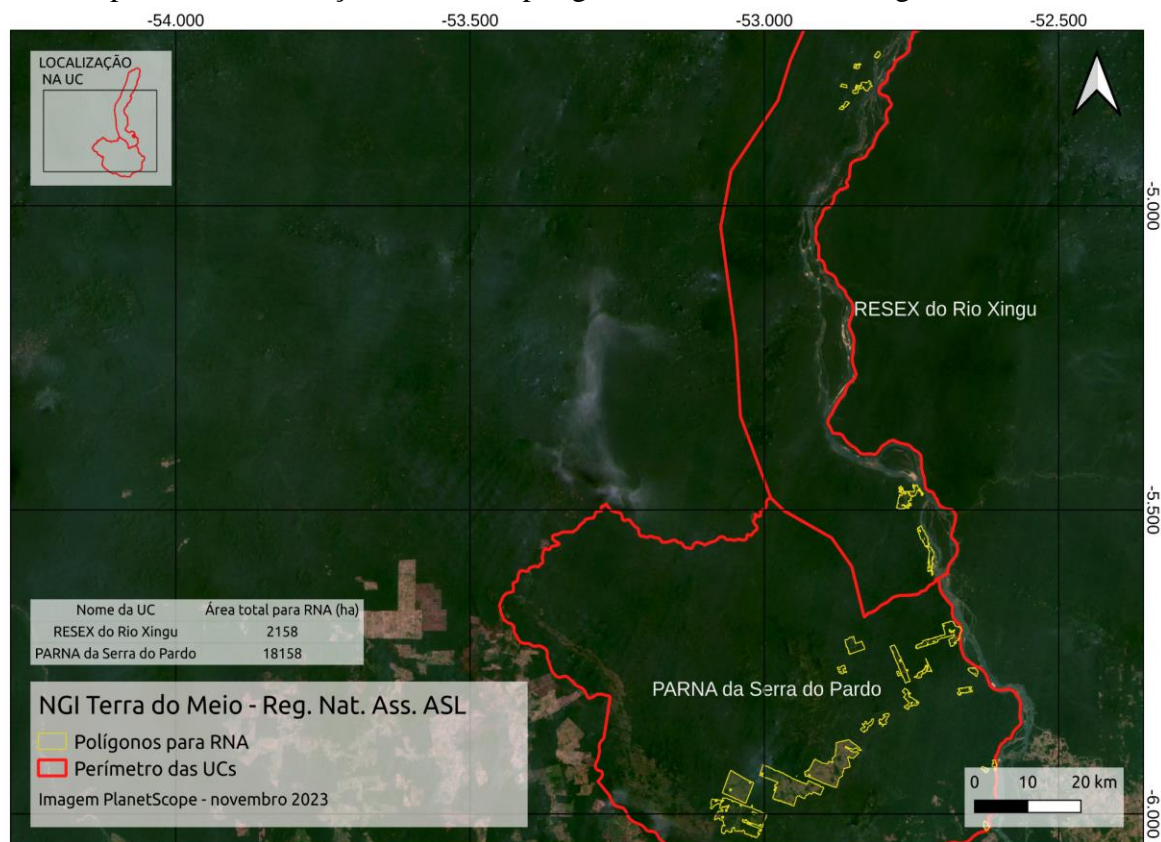 -54.000
-53.500
-53.000
-52.500
LOCALIZAÇÃO
NA UC
-5.000
RESEX do Rio Xingu
-5.500
Nome da UC Área total para RNA (ha)
RESEX do Rio Xingu 2158
PARNA da Serra do Pardo 18158
PARNA da Serra do Pardo
NGI Terra do Meio - Reg. Nat. Ass. ASL
Polígonos para RNA
Perímetro das UCs
Imagem PlanetScope - novembro 2023
0 10 20 km
-6.000